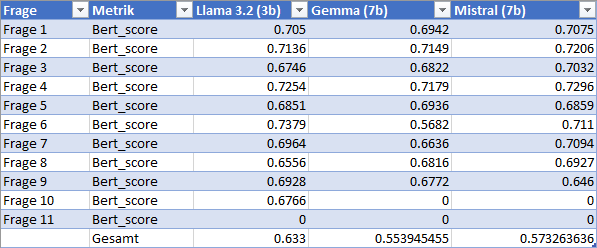 Frage Metrik Llama 3.2 (3b) Gemma (7b) Mistral (7b)
Frage 1 Bert_score 0.705 0.6942 0.7075
Frage 2 Bert_score 0.7136 0.7149 0.7206
Frage 3 Bert_score 0.6746 0.6822 0.7032
Frage 4 Bert_score 0.7254 0.7179 0.7296
Frage 5 Bert_score 0.6851 0.6936 0.6859
Frage 6 Bert_score 0.7379 0.5682 0.711
Frage 7 Bert_score 0.6964 0.6636 0.7094
Frage 8 Bert_score 0.6556 0.6816 0.6927
Frage 9 Bert_score 0.6928 0.6772 0.646
Frage 10 Bert_score 0.6766 0 0
Frage 11 Bert_score 0 0 0
Gesamt 0.633 0.553945455 0.573263636